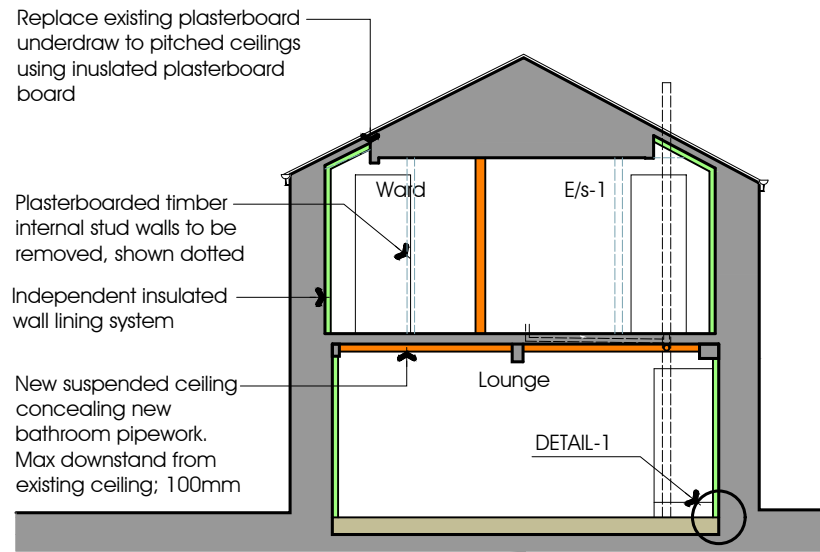 Replace existing plasterboard
underdraw to pitched ceilings
using inuslated plasterboard
board
Plasterboarded timber
internal stud walls to be
removed, shown dotted
Independent insulated
wall lining system
New suspended ceiling
concealing new
bathroom pipework.
Max downstand from
existing ceiling; 100mm
Ward
E/s-1
Lounge
DETAIL-1